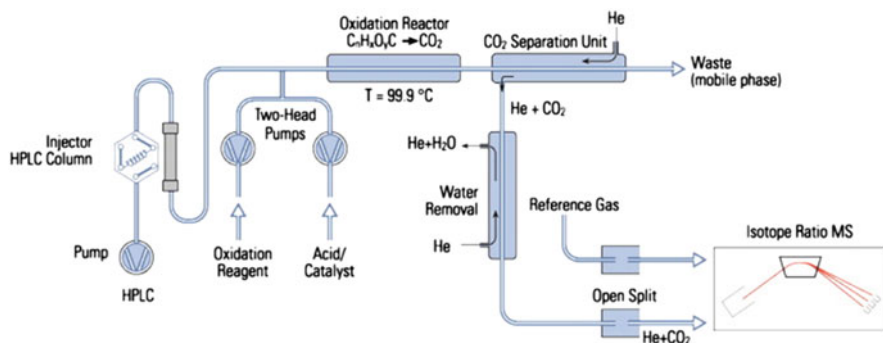 Oxidation Reactor
CₙHₓOᵧC →CO₂
T = 99.9 °C
CO₂ Separation Unit
He
Waste
(mobile phase)
He + CO₂
Two-Head
Pumps
Injector
HPLC Column
Pump
HPLC
Oxidation
Reagent
Acid/
Catalyst
He+H₂O
Water
Removal
He
Reference Gas
Open Split
He+CO₂
Isotope Ratio MS